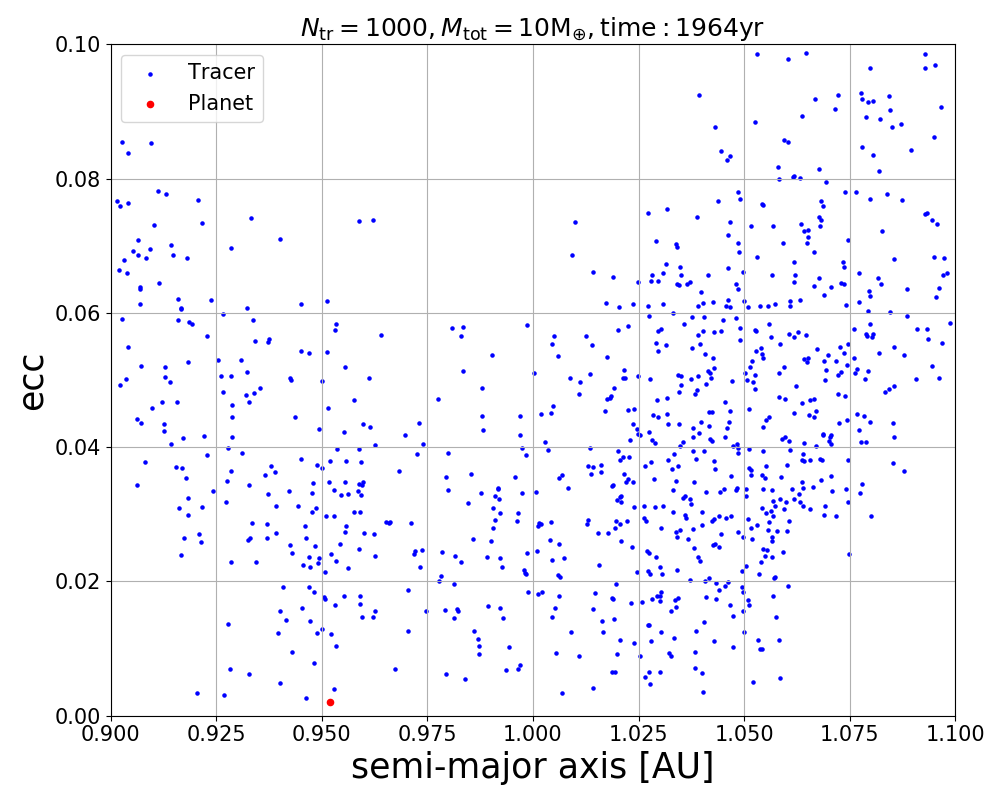 N_tr = 1000, M_tot = 10M_⊕, time : 1964yr
Tracer
Planet
ecc
0.10
0.08
0.06
0.04
0.02
0.00
0.900 0.925 0.950 0.975 1.000 1.025 1.050 1.075 1.100
semi-major axis [AU]